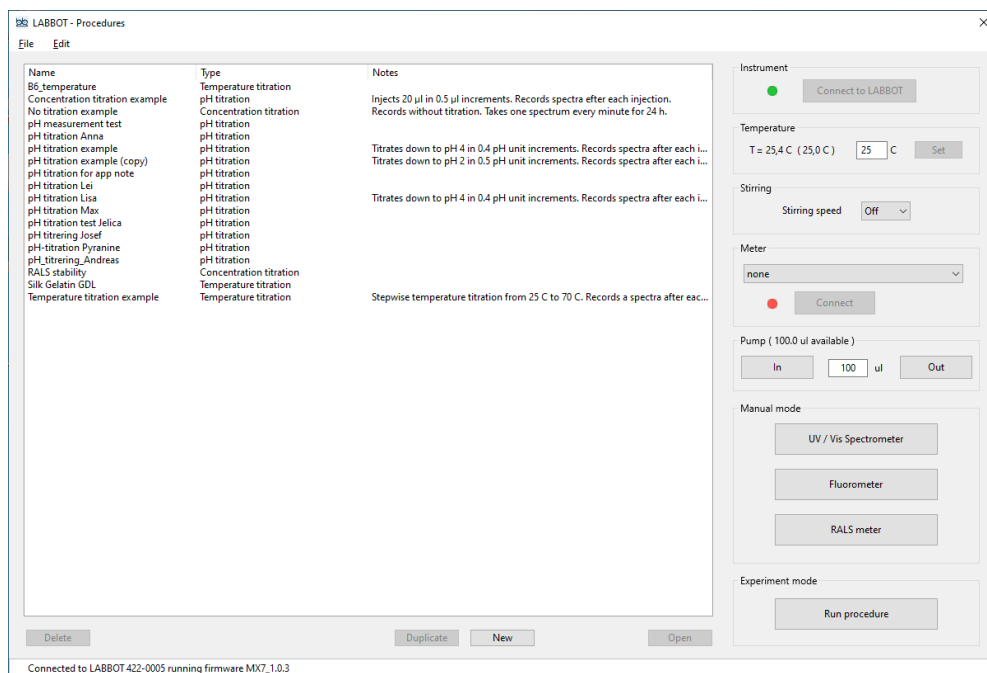 LABBOT - Procedures
File Edit
Name Type Notes
B6_temperature Temperature titration
Concentration titration example pH titration Injects 20 µl in 0.5 µl increments. Records spectra efter each injection.
No titration example Concentration titration Records without titration. Takes one spectrum every minute for 24 h.
pH measurement test pH titration
pH titration Anna pH titration
pH titration example pH titration Titrates down to pH 4 in 0.4 pH unit increments. Records spectra after each i...
pH titration example (copy) pH titration Titrates down to pH 2 in 0.5 pH unit increments. Records spectra after each i...
pH titration for app note pH titration
pH titration Lei pH titration
pH titration Lisa pH titration Titrates down to pH 4 in 0.4 pH unit increments. Records spectra after each i...
pH titration Max pH titration
pH titration test Jelica pH titration
pH titrering Josef pH titration
pH-titration Pyranine pH titration
pH_titrering_Andreas pH titration
RALS stability Concentration titration
Silk Gelatin GDL Temperature titration
Temperature titration example Temperature titration Stepwise temperature titration from 25 C to 70 C. Records a spectra after eac...
Delete Duplicate New Open
Instrument
Connect to LABBOT
Temperature
T = 25,4 C ( 25,0 C ) 25 C Set
Stirring
Stirring speed Off
Meter
none
Connect
Pump ( 100.0 ul available )
In 100 ul Out
Manual mode
UV / Vis Spectrometer
Fluorometer
RALS meter
Experiment mode
Run procedure
Connected to LABBOT 422-0005 running firmware MX7_1.0.3